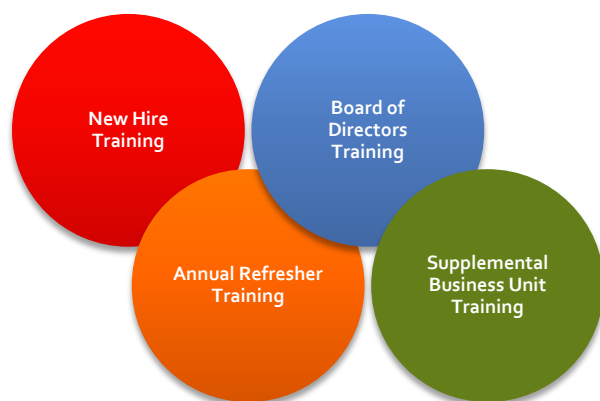 New Hire
Training
Board of
Directors
Training
Annual Refresher
Training
Supplemental
Business Unit
Training